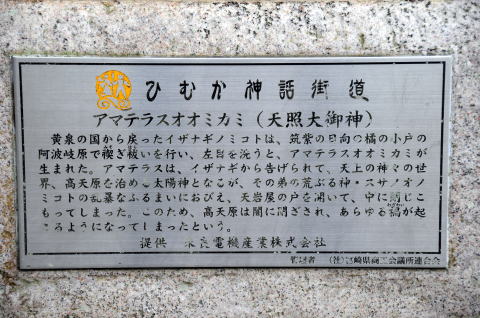 ひむか神話街道
アマテラスオオミカミ（天照大御神）
黄泉の国から戻ったイザナギノミコトは、筑紫の日向の橘の小戸の
阿波岐原で禊ぎ祓いを行い、左目を洗うと、アマテラスオオミカミが
生まれた。アマテラスは、イザナギから告げられて、天上の神々の世
界、高天原を治める太陽神となるが、その弟の荒ぶる神・スサノオノ
ミコトの乱暴なふるまいにおびえ、天岩屋の戸を開いて、中に閉じこ
もってしまった。このため、高天原は闇に閉ざされ、あらゆる禍が起
わざわい
こるようになってしまったという。
提供　米良電機産業株式会社
管理者　（社）宮崎県商工会議所連合会